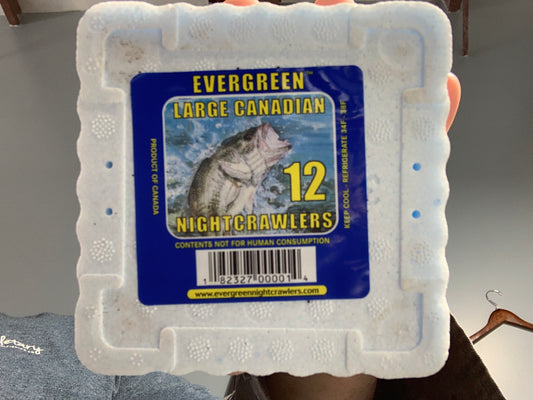 EVERGREEN™
LARGE CANADIAN
12
NIGHTCRAWLERS
PRODUCT OF CANADA
KEEP COOL - REFRIGERATE 34F - 38F
CONTENTS NOT FOR HUMAN CONSUMPTION
1 82327 00001 4
www.evergreennightcrawlers.com